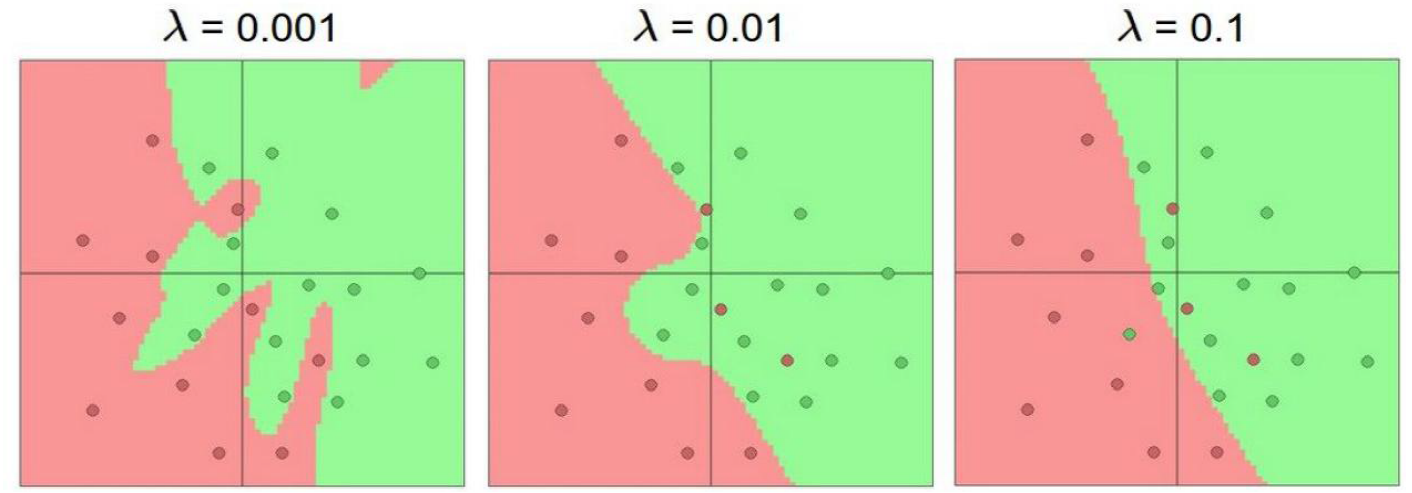 λ = 0.001
λ = 0.01
λ = 0.1